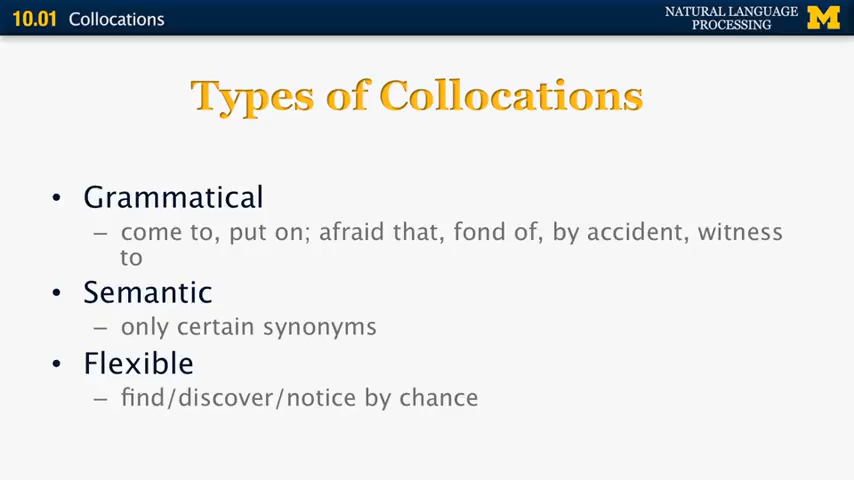 10.01 Collocations
NATURAL LANGUAGE
PROCESSING
M
Types of Collocations
• Grammatical
– come to, put on; afraid that, fond of, by accident, witness
to
• Semantic
– only certain synonyms
• Flexible
– find/discover/notice by chance